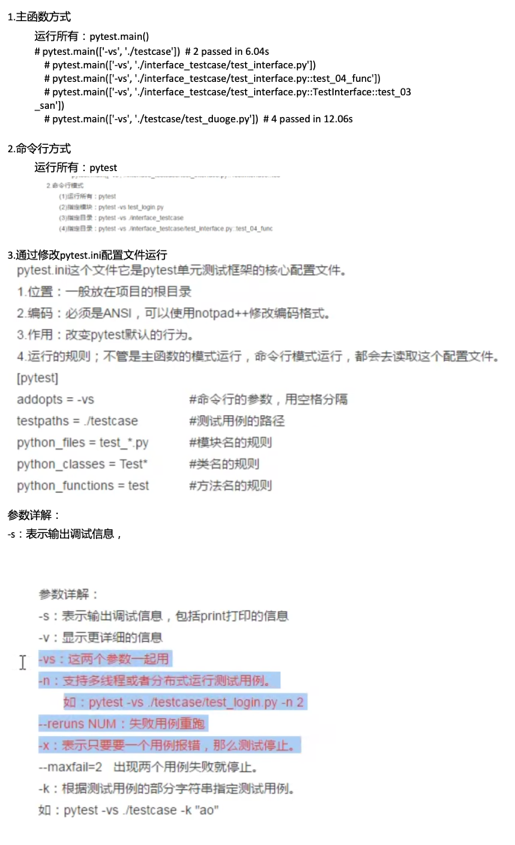 1.主函数方式
运行所有：pytest.main()
# pytest.main(['-vs', './testcase'])  # 2 passed in 6.04s
# pytest.main(['-vs', './interface_testcase/test_interface.py'])
# pytest.main(['-vs', './interface_testcase/test_interface.py::test_04_func'])
# pytest.main(['-vs', './interface_testcase/test_interface.py::TestInterface::test_03
_san'])
# pytest.main(['-vs', './testcase/test_duoge.py'])  # 4 passed in 12.06s
2.命令行方式
运行所有：pytest
2.命令行模式
(1)运行所有：pytest
(2)指定模块：pytest -vs test_login.py
(3)指定目录：pytest -vs ./interface_testcase
(4)指定目录：pytest -vs ./interface_testcase/test_interface.py::test_04_func
3.通过修改pytest.ini配置文件运行
pytest.ini这个文件它是pytest单元测试框架的核心配置文件。
1.位置：一般放在项目的根目录
2.编码：必须是ANSI，可以使用notpad++修改编码格式。
3.作用：改变pytest默认的行为。
4.运行的规则；不管是主函数的模式运行，命令行模式运行，都会去读取这个配置文件。
[pytest]
addopts = -vs #命令行的参数，用空格分隔
testpaths = ./testcase #测试用例的路径
python_files = test_*.py #模块名的规则
python_classes = Test* #类名的规则
python_functions = test #方法名的规则
参数详解：
-s：表示输出调试信息，
参数详解：
-s：表示输出调试信息，包括print打印的信息
-v：显示更详细的信息
-vs：这两个参数一起用
-n：支持多线程或者分布式运行测试用例。
如：pytest -vs ./testcase/test_login.py -n 2
--reruns NUM：失败用例重跑
-x：表示只要要一个用例报错，那么测试停止。
--maxfail=2 出现两个用例失败就停止。
-k：根据测试用例的部分字符串指定测试用例。
如：pytest -vs ./testcase -k "ao"